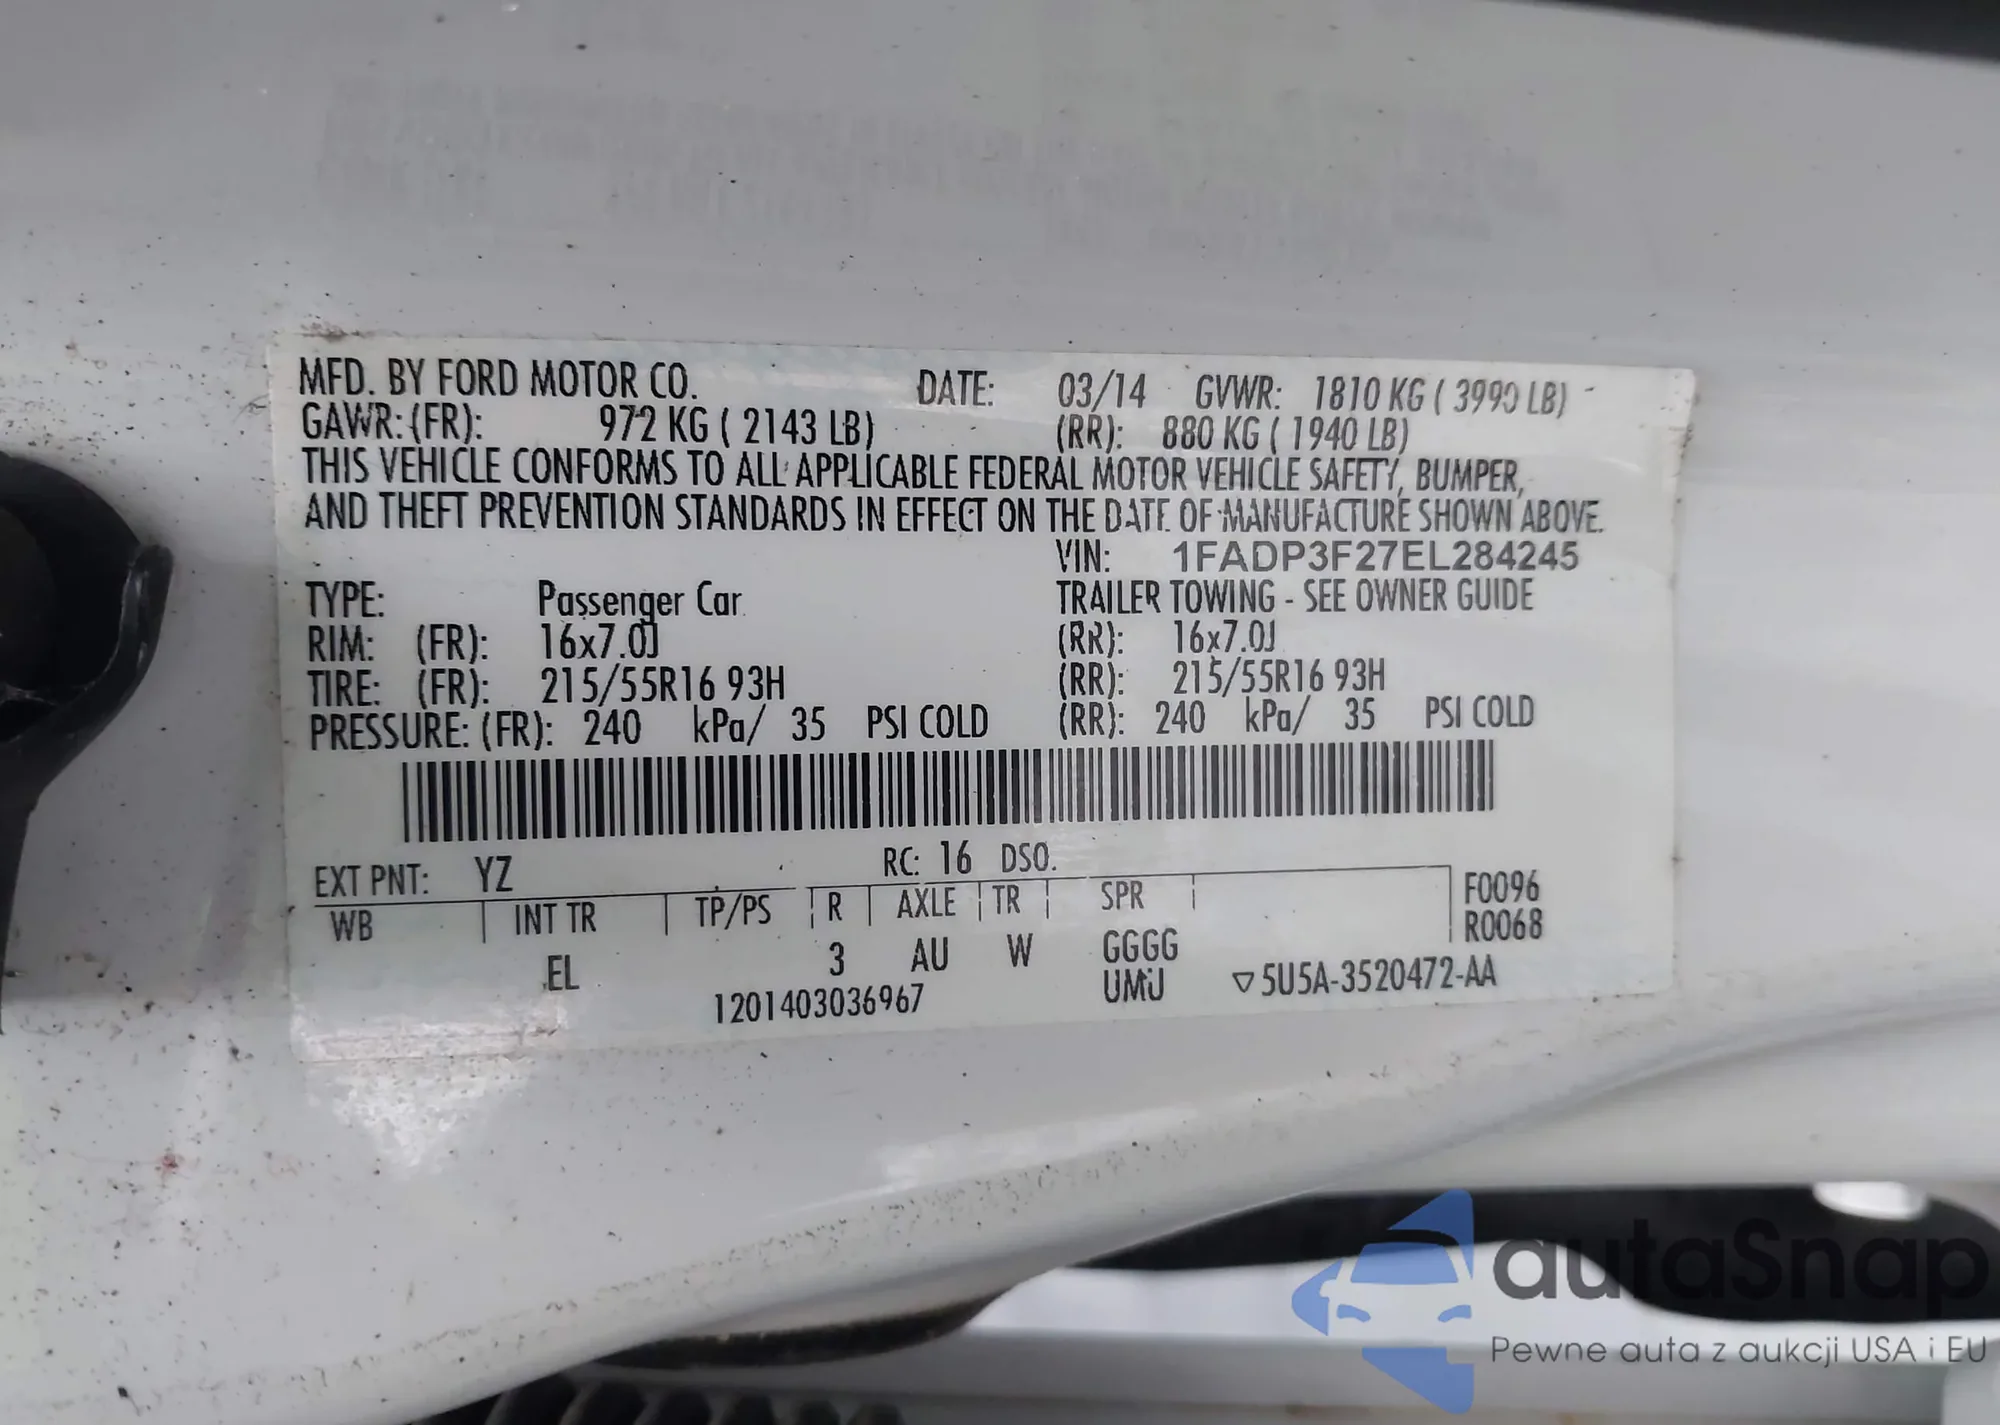 MFD. BY FORD MOTOR CO. DATE: 03/14 GVWR: 1810 KG ( 3990 LB)
GAWR: (FR): 972 KG ( 2143 LB) (RR): 880 KG ( 1940 LB)
THIS VEHICLE CONFORMS TO ALL APPLICABLE FEDERAL MOTOR VEHICLE SAFETY, BUMPER,
AND THEFT PREVENTION STANDARDS IN EFFECT ON THE DATE OF MANUFACTURE SHOWN ABOVE.
VIN: 1FADP3F27EL284245
TYPE: Passenger Car TRAILER TOWING - SEE OWNER GUIDE
RIM: (FR): 16x7.0J (RR): 16x7.0J
TIRE: (FR): 215/55R16 93H (RR): 215/55R16 93H
PRESSURE: (FR): 240 kPa/ 35 PSI COLD (RR): 240 kPa/ 35 PSI COLD
EXT PNT: YZ RC: 16 DSO:
WB INT TR TP/PS R AXLE TR SPR F0096
R0068
EL 3 AU W GGGG
1201403036967 UMJ ▽5U5A-3520472-AA
autaSnap
Pewne auta z aukcji USA i EU